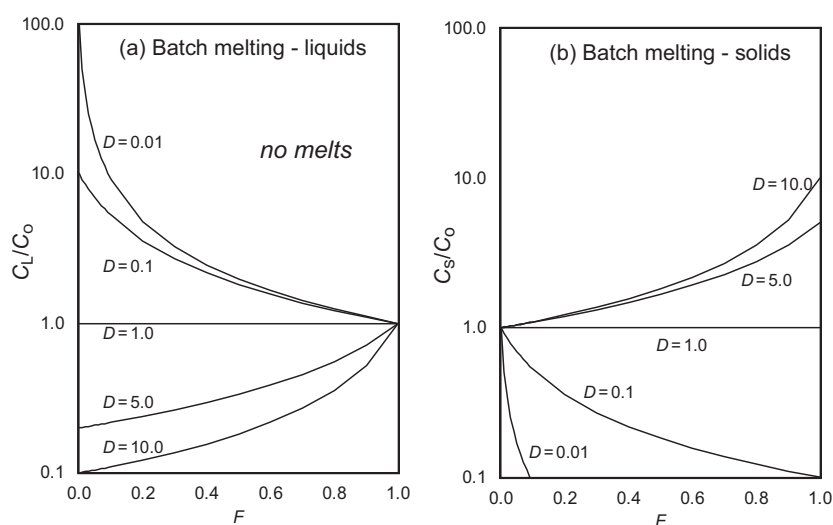 (a) Batch melting - liquids
100.0
10.0
1.0
0.1
C_L/C_O
D = 0.01
no melts
D = 0.1
D = 1.0
D = 5.0
D = 10.0
0.0 0.2 0.4 0.6 0.8 1.0
F
(b) Batch melting - solids
100.0
10.0
1.0
0.1
C_S/C_O
D = 10.0
D = 5.0
D = 1.0
D = 0.1
D = 0.01
0.0 0.2 0.4 0.6 0.8 1.0
F